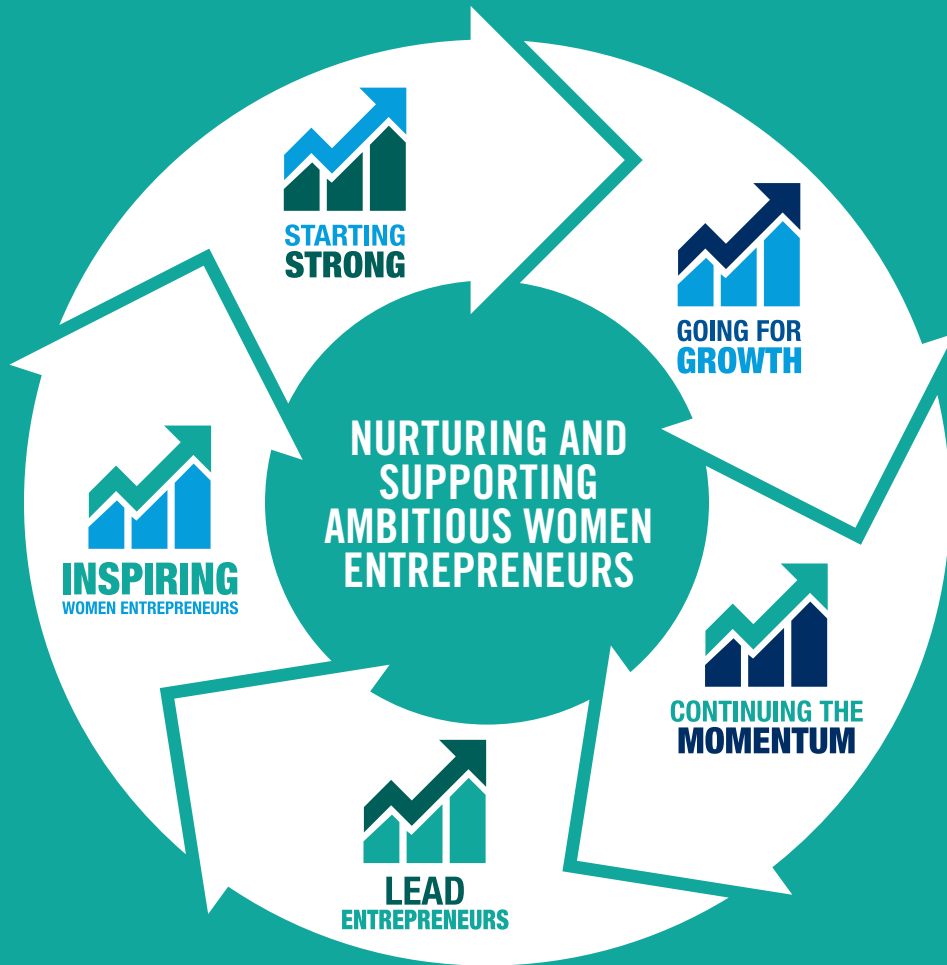 STARTING
STRONG
GOING FOR
GROWTH
NURTURING AND
SUPPORTING
AMBITIOUS WOMEN
ENTREPRENEURS
CONTINUING THE
MOMENTUM
LEAD
ENTREPRENEURS
INSPIRING
WOMEN ENTREPRENEURS